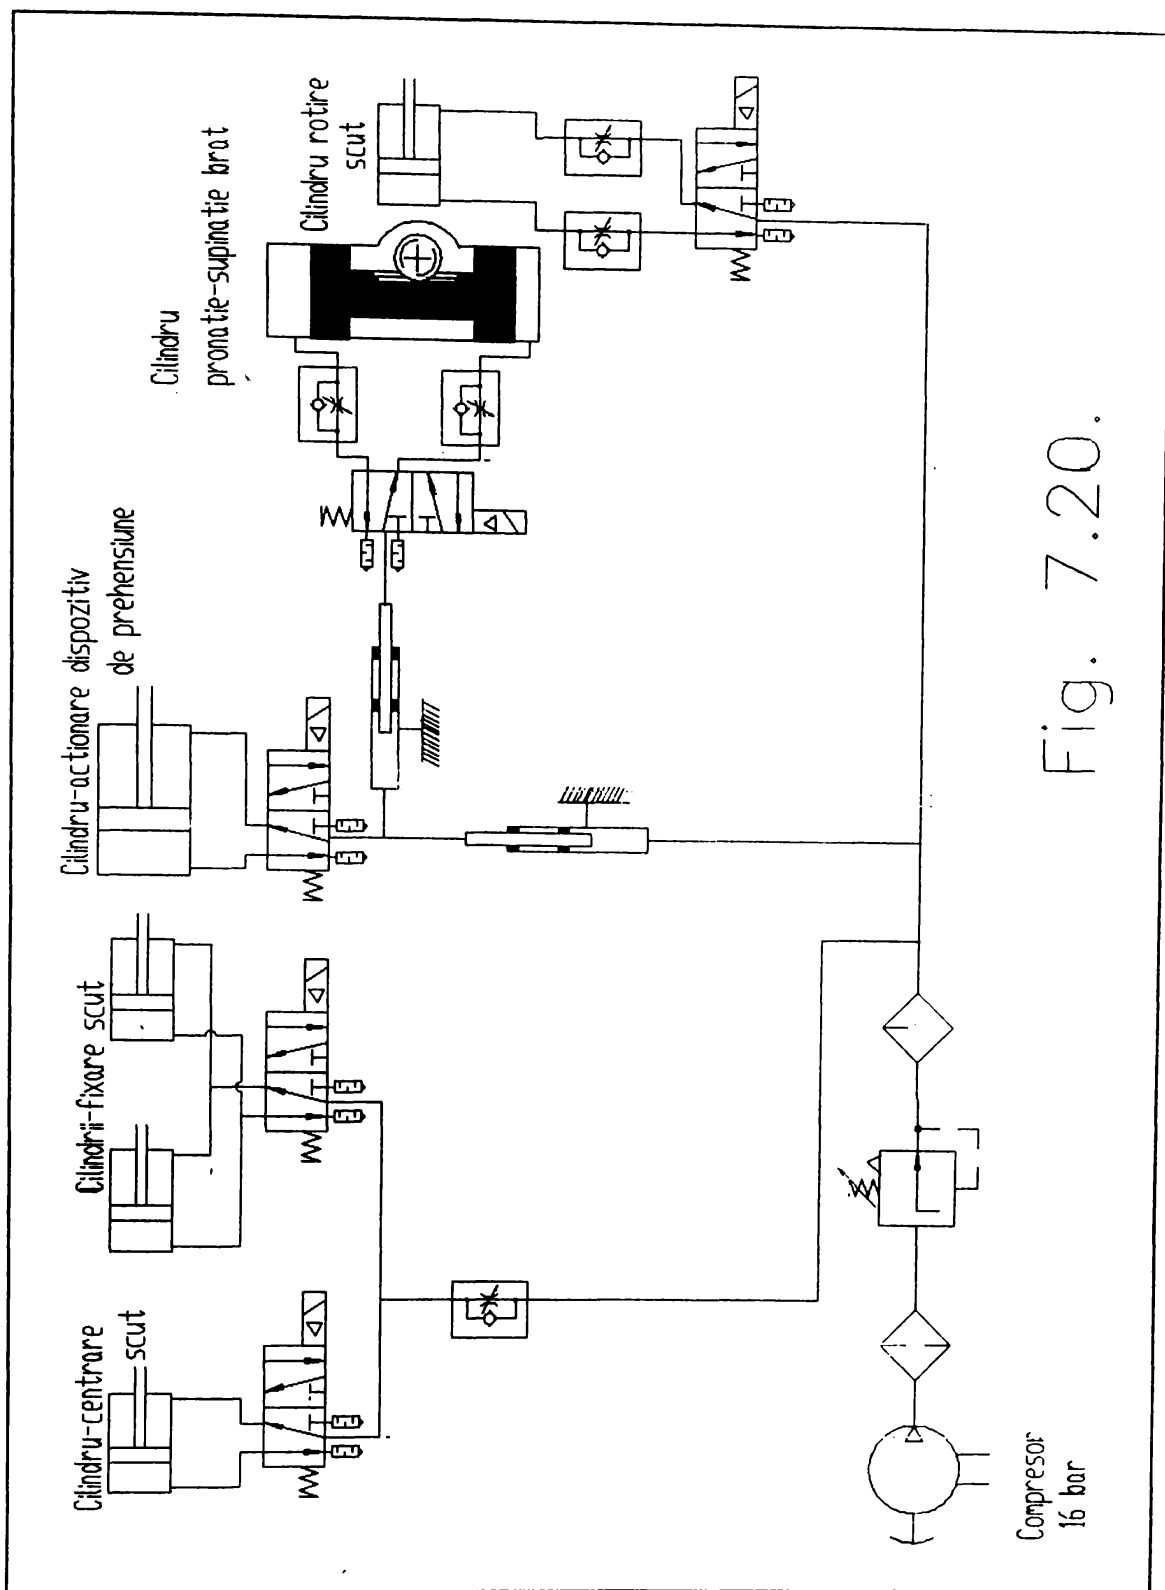 Cilindru-centrare
scut
Cilindrii-fixare scut
Cilindru-actionare dispozitiv
de prehensiune
Cilindru
pronatie-supinatie brat
Cilindru rotire
scut
Compresor
16 bar
Fig. 7.20.